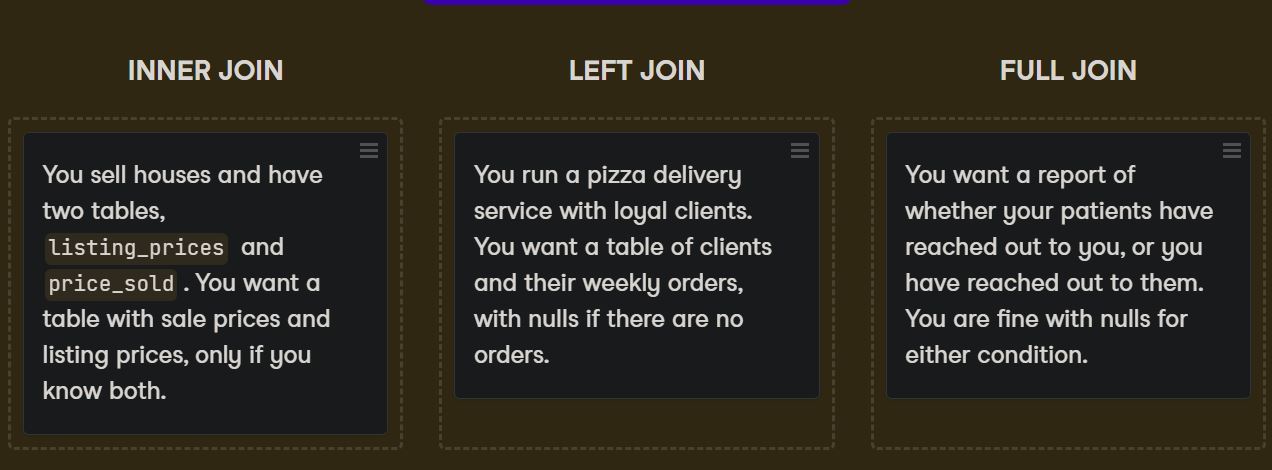 INNER JOIN
You sell houses and have
two tables,
listing_prices and
price_sold . You want a
table with sale prices and
listing prices, only if you
know both.
LEFT JOIN
You run a pizza delivery
service with loyal clients.
You want a table of clients
and their weekly orders,
with nulls if there are no
orders.
FULL JOIN
You want a report of
whether your patients have
reached out to you, or you
have reached out to them.
You are fine with nulls for
either condition.